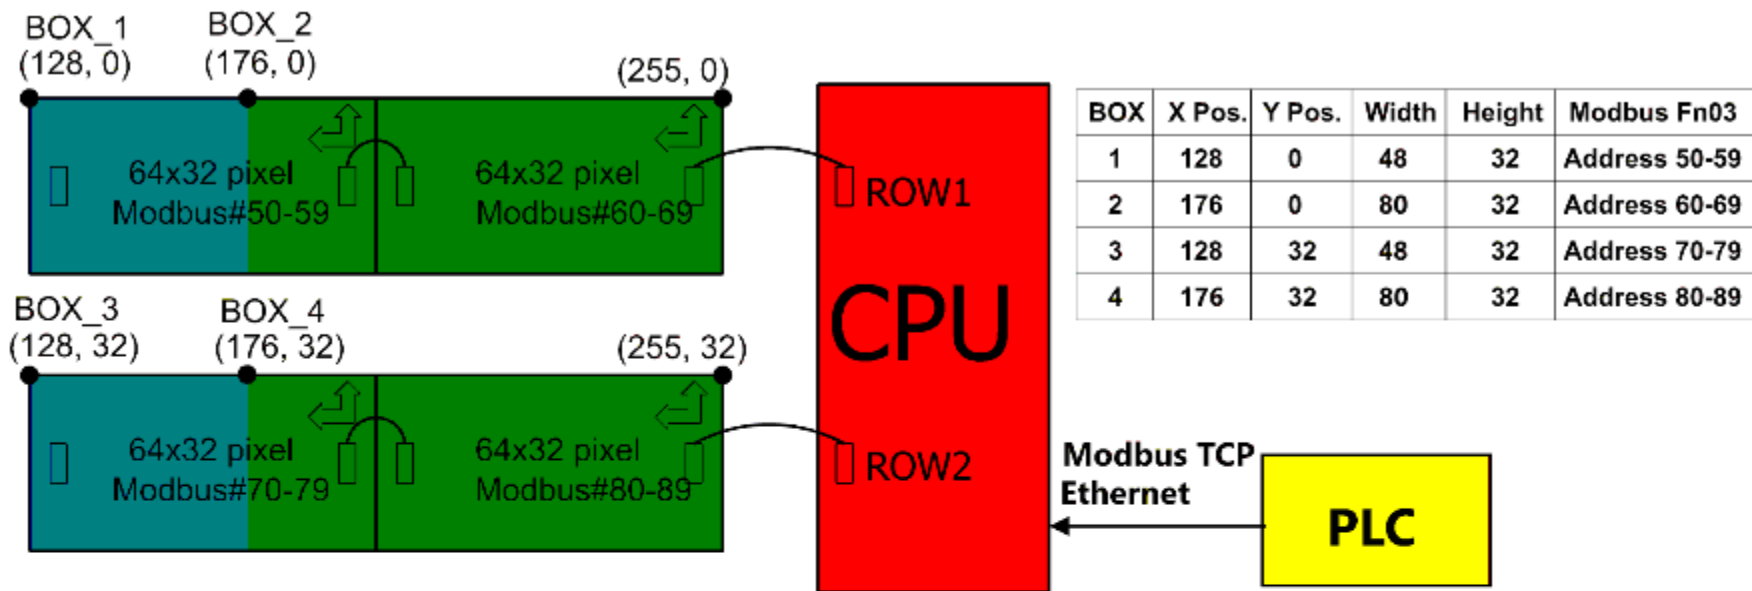 BOX_1
(128, 0)
BOX_2
(176, 0)
(255, 0)
64x32 pixel
Modbus#50-59
64x32 pixel
Modbus#60-69
BOX_3
(128, 32)
BOX_4
(176, 32)
(255, 32)
64x32 pixel
Modbus#70-79
64x32 pixel
Modbus#80-89
ROW1
CPU
ROW2
BOX X Pos. Y Pos. Width Height Modbus Fn03
1 128 0 48 32 Address 50-59
2 176 0 80 32 Address 60-69
3 128 32 48 32 Address 70-79
4 176 32 80 32 Address 80-89
Modbus TCP
Ethernet
PLC